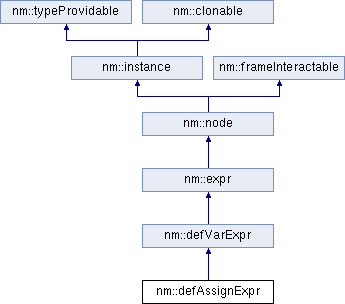 nm::typeProvidable
nm::clonable
nm::instance
nm::frameInteractable
nm::node
nm::expr
nm::defVarExpr
nm::defAssignExpr